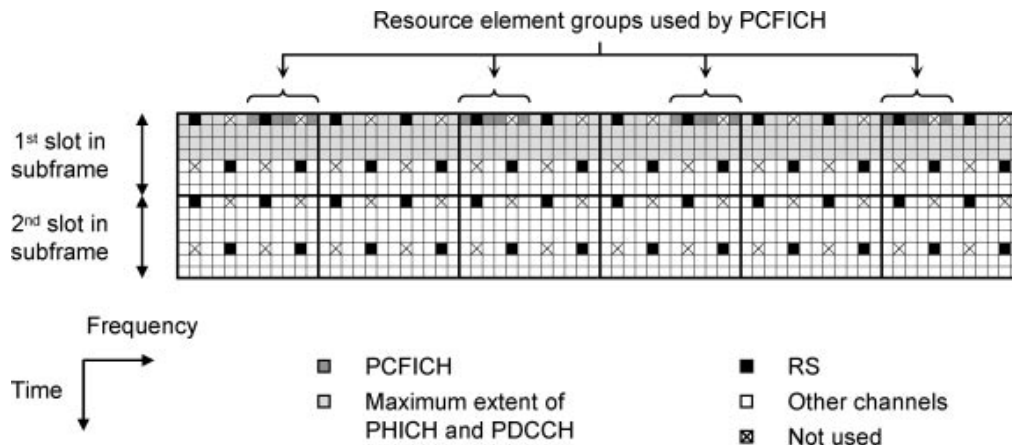 Resource element groups used by PCFICH
1st slot in
subframe
2nd slot in
subframe
Frequency
Time
PCFICH
Maximum extent of
PHICH and PDCCH
RS
Other channels
Not used